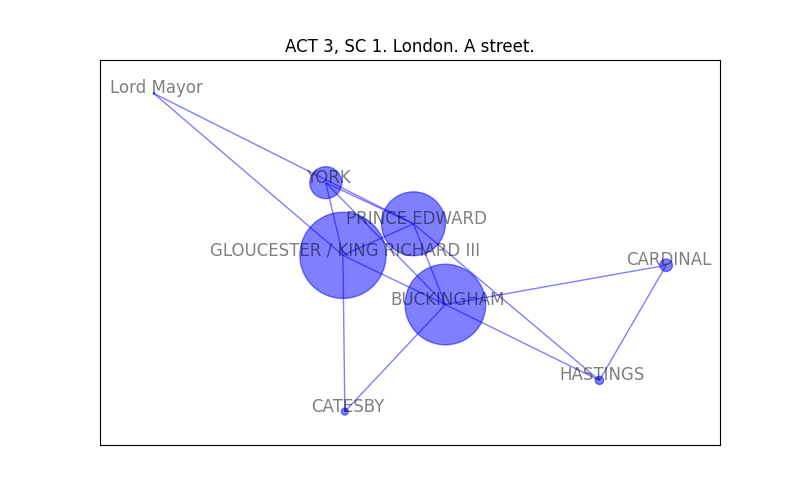 ACT 3, SC 1. London. A street.
Lord Mayor
YORK
PRINCE EDWARD
GLOUCESTER / KING RICHARD III
CARDINAL
BUCKINGHAM
HASTINGS
CATESBY